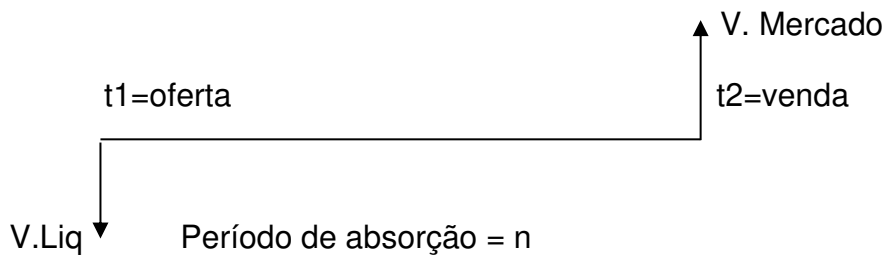 V. Mercado
t1=oferta
t2=venda
V.Liq
Período de absorção = n